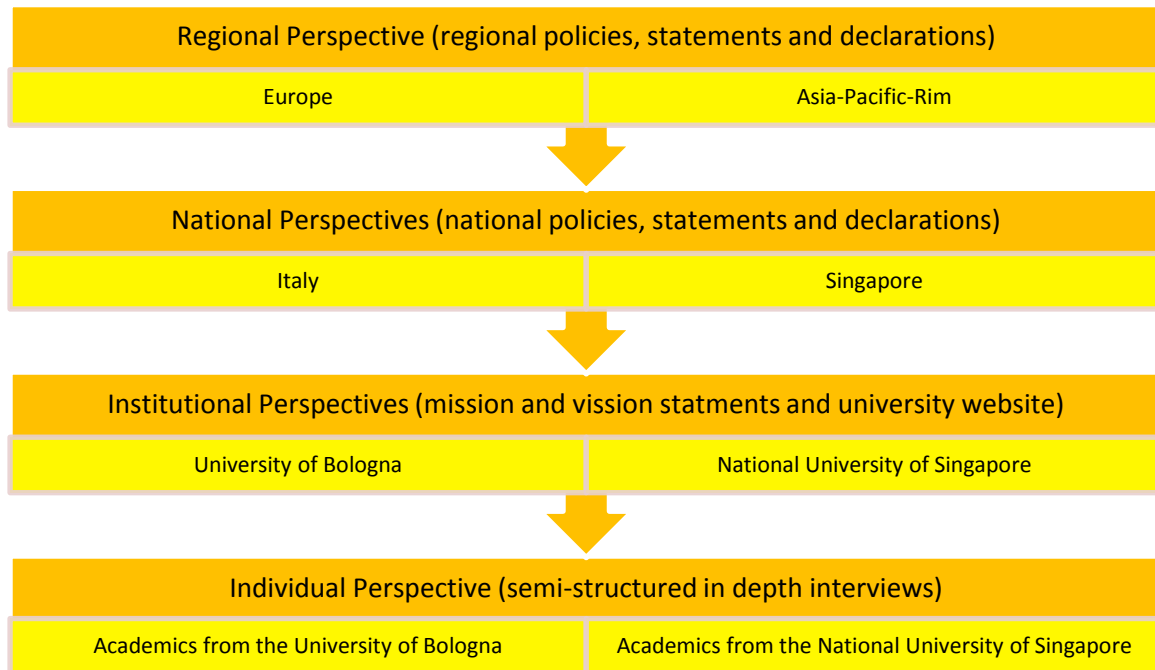 Regional Perspective (regional policies, statements and declarations)
Europe
Asia-Pacific-Rim
National Perspectives (national policies, statements and declarations)
Italy
Singapore
Institutional Perspectives (mission and vission statments and university website)
University of Bologna
National University of Singapore
Individual Perspective (semi-structured in depth interviews)
Academics from the University of Bologna
Academics from the National University of Singapore